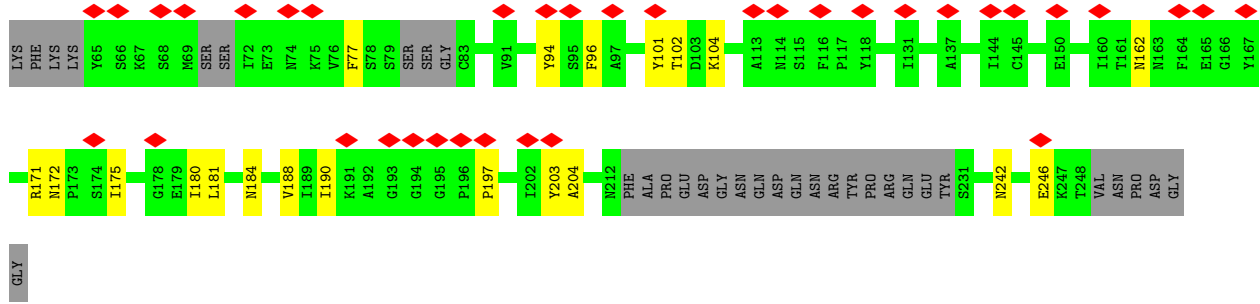 LYS PHE LYS LYS Y65 S66 K67 S68 M69 SER SER I72 E73 N74 K75 V76 F77 S78 S79 SER SER GLY C83 V91 Y94 S95 F96 A97 Y101 T102 D103 K104 A113 N114 S115 F116 P117 Y118 I131 A137 I144 C145 E150 I160 T161 N162 N163 F164 E165 G166 Y167
R171 N172 P173 S174 I175 G178 E179 I180 L181 N184 V188 I189 I190 K191 A192 G193 G194 G195 P196 P197 I202 Y203 A204 N212 PHE ALA PRO GLU ASP GLY ASN GLN ASP GLN ASN ARG TYR PRO ARG GLN GLU TYR S231 N242 E246 K247 T248 VAL ASN PRO ASP GLY
GLY